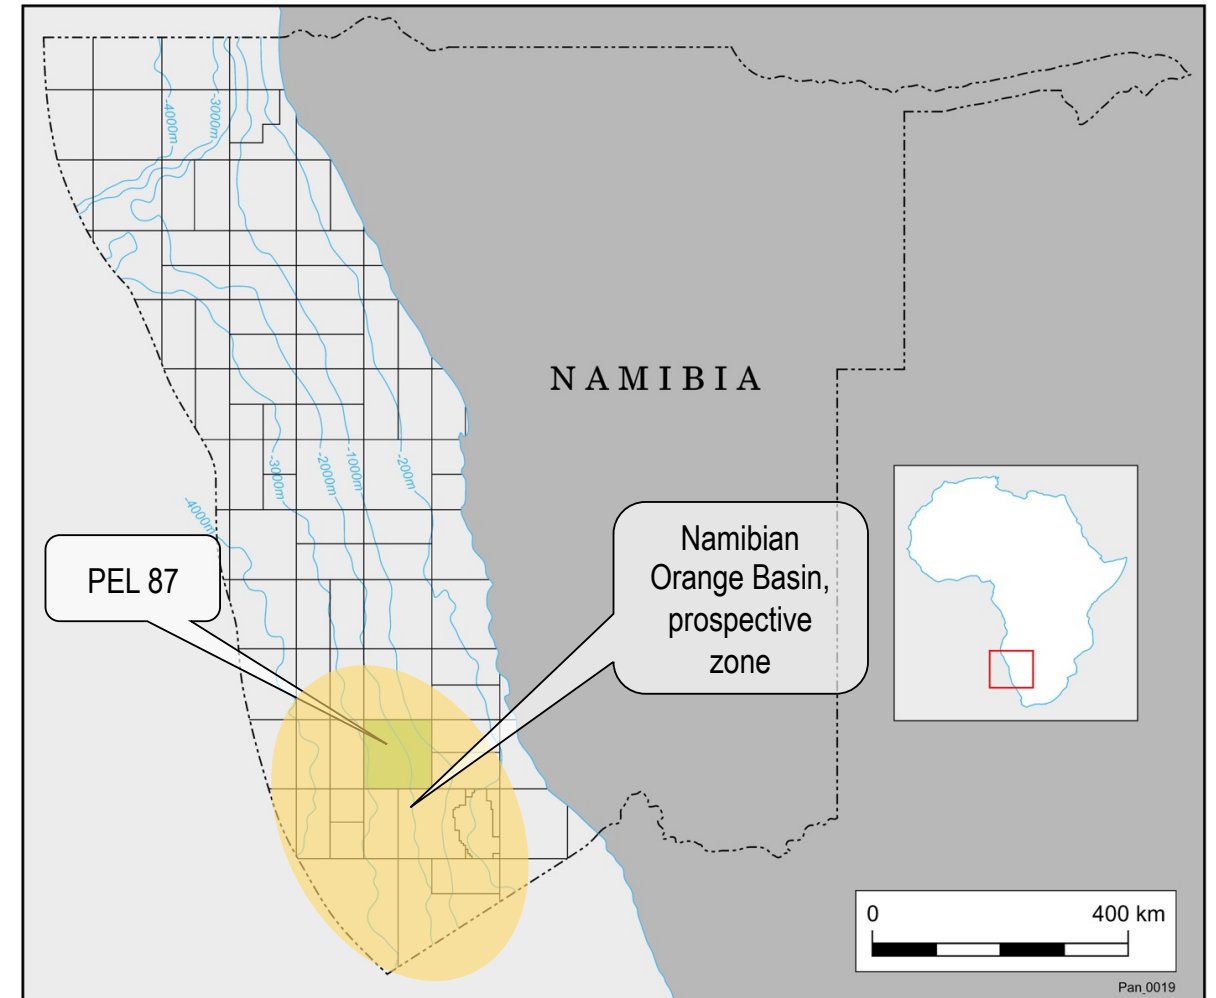 -4000m
-3000m
NAMIBIA
-3000m
-2000m
-1000m
-200m
-4000m
PEL 87
Namibian
Orange Basin,
prospective
zone
0
400 km
Pan_0019